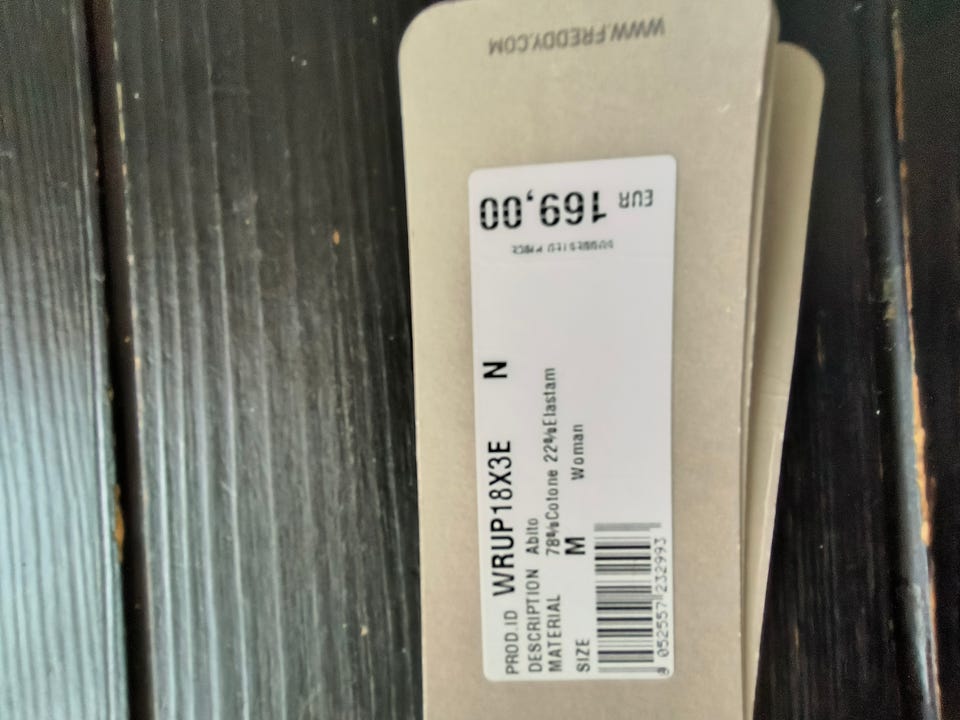 WWW.FREDDY.COM
EUR 169,00
SUGGESTED PRICE
PROD.ID WRUP18X3E N
DESCRIPTION Abito
MATERIAL 78%Cotone 22%Elastam
SIZE M Woman
8 052557 232993